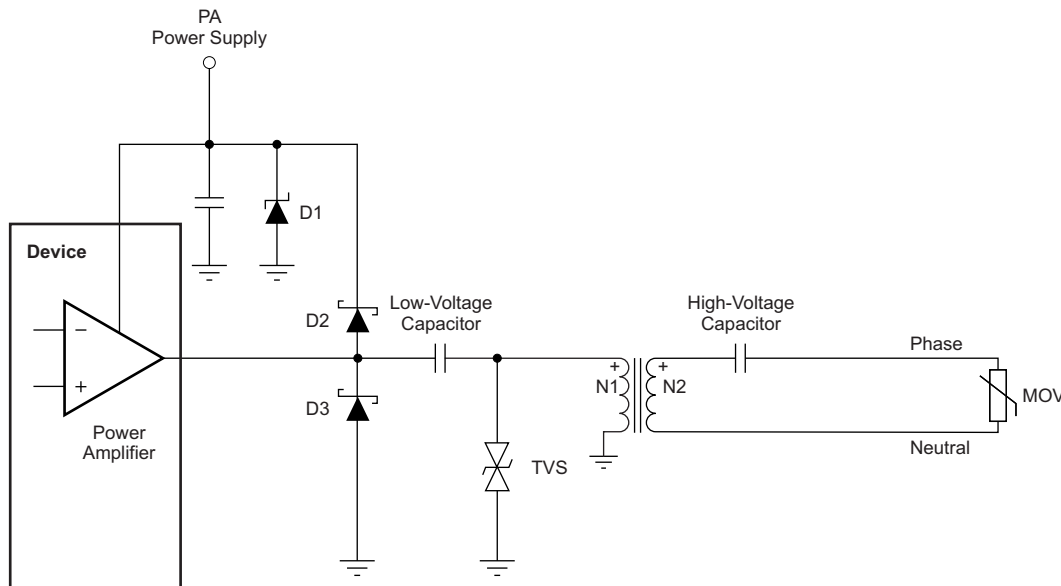 PA
Power Supply
D1
Device
D2
Low-Voltage
Capacitor
High-Voltage
Capacitor
Phase
−
+
+
N1
+
N2
MOV
D3
Power
Amplifier
Neutral
TVS